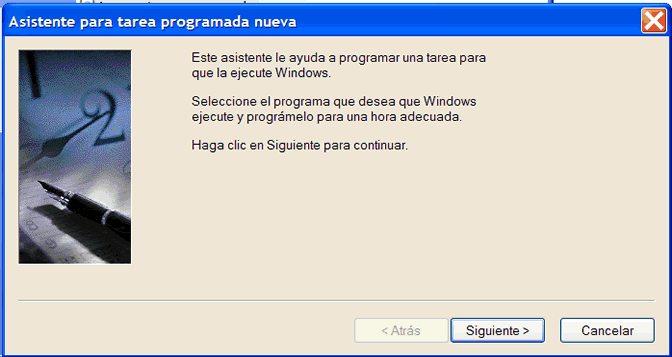 Asistente para tarea programada nueva
Este asistente le ayuda a programar una tarea para
que la ejecute Windows.
Seleccione el programa que desea que Windows
ejecute y prográmelo para una hora adecuada.
Haga clic en Siguiente para continuar.
< Atrás
Siguiente >
Cancelar